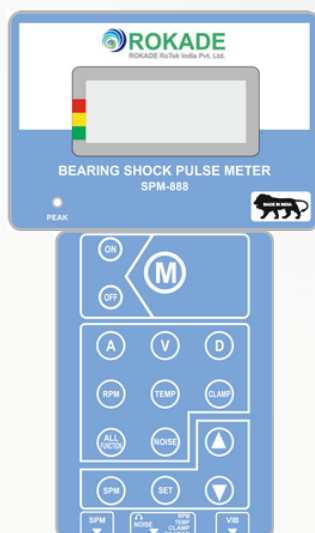 ROKADE
ROKADE RoTek India Pvt. Ltd.
BEARING SHOCK PULSE METER
SPM-888
PEAK
MADE IN INDIA
ON
M
OFF
A V D
RPM TEMP CLAMP
ALL
FUNCTION
NOISE
SPM SET
SPM
NOISE
RPM
TEMP
CLAMP
VIB